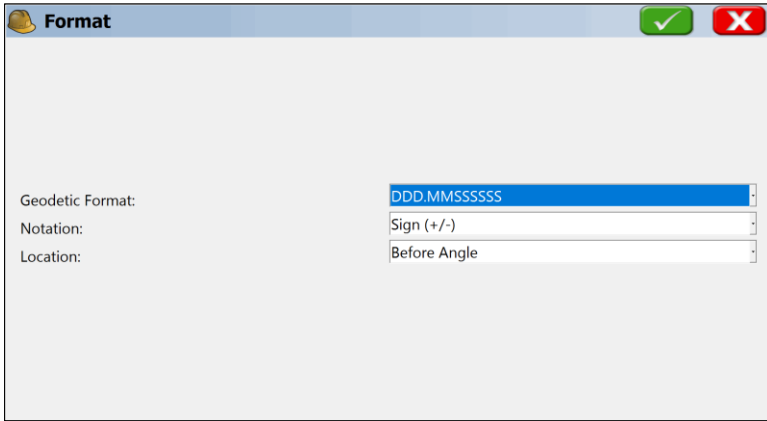 Format
Geodetic Format: DDD.MMSSSSSS
Notation: Sign (+/-)
Location: Before Angle